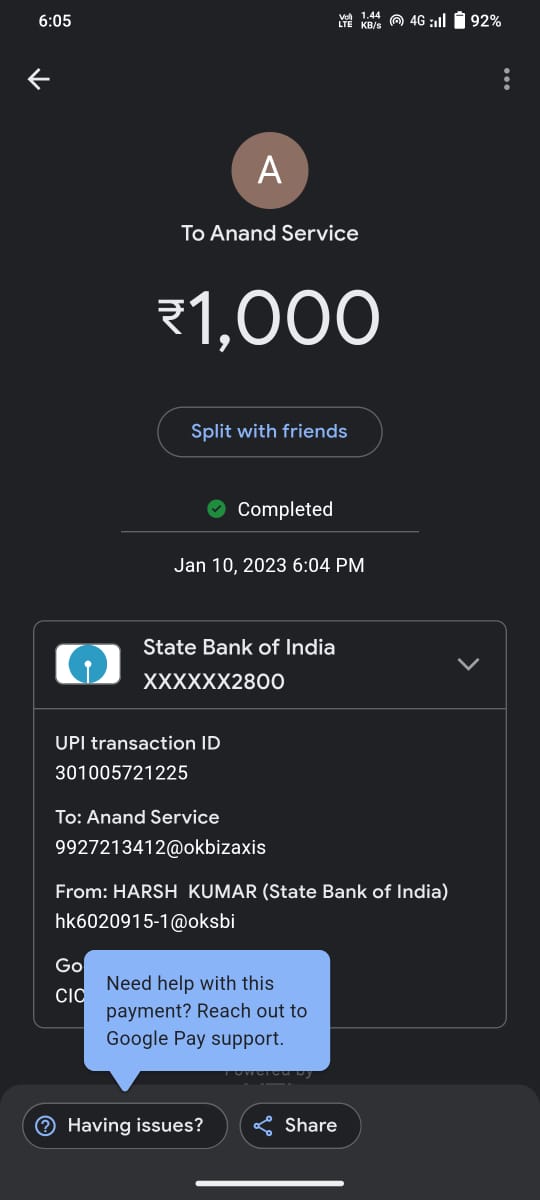 6:05
Vo)) LTE 1.44 KB/s 4G 92%
A
To Anand Service
₹1,000
Split with friends
Completed
Jan 10, 2023 6:04 PM
State Bank of India
XXXXXX2800
UPI transaction ID
301005721225
To: Anand Service
9927213412@okbizaxis
From: HARSH KUMAR (State Bank of India)
hk6020915-1@oksbi
Go
CIC
Need help with this
payment? Reach out to
Google Pay support.
Powered by
Having issues?
Share